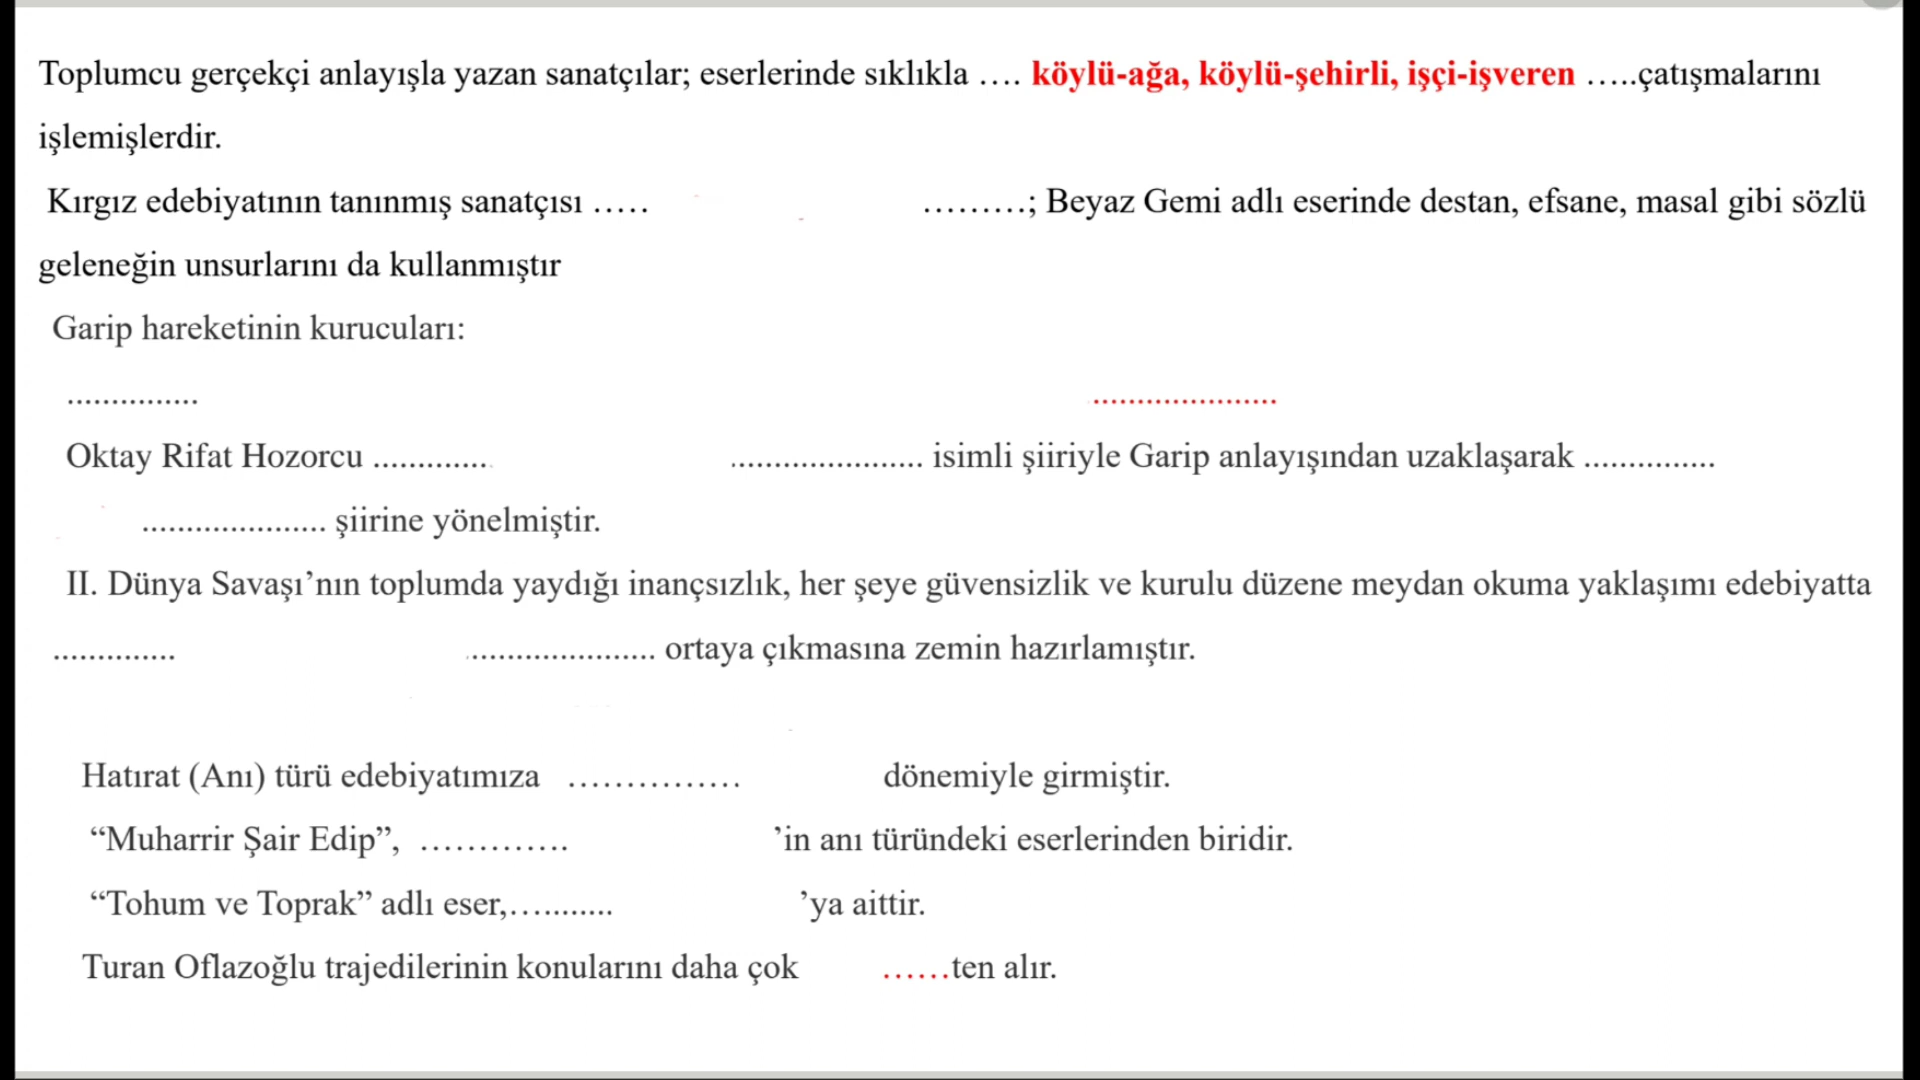 Toplumcu gerçekçi anlayışla yazan sanatçılar; eserlerinde sıklıkla …. köylü-ağa, köylü-şehirli, işçi-işveren …..çatışmalarını
işlemişlerdir.
Kırgız edebiyatının tanınmış sanatçısı ….. ………; Beyaz Gemi adlı eserinde destan, efsane, masal gibi sözlü
geleneğin unsurlarını da kullanmıştır
Garip hareketinin kurucuları:
............... .....................
Oktay Rifat Hozorcu ............. ...................... isimli şiiriyle Garip anlayışından uzaklaşarak ...............
..................... şiirine yönelmiştir.
II. Dünya Savaşı’nın toplumda yaydığı inançsızlık, her şeye güvensizlik ve kurulu düzene meydan okuma yaklaşımı edebiyatta
.............. ..................... ortaya çıkmasına zemin hazırlamıştır.
Hatırat (Anı) türü edebiyatımıza …………… dönemiyle girmiştir.
“Muharrir Şair Edip”, …………. ’in anı türündeki eserlerinden biridir.
“Tohum ve Toprak” adlı eser,…........ ’ya aittir.
Turan Oflazoğlu trajedilerinin konularını daha çok ……ten alır.